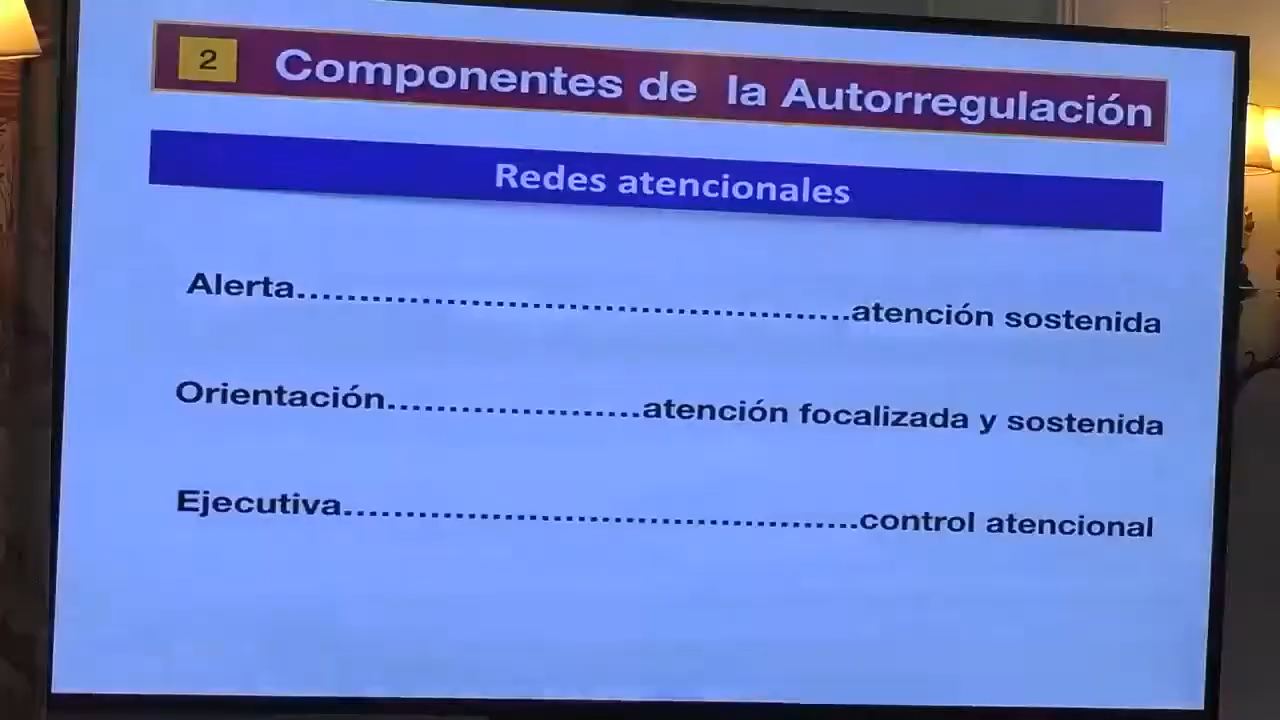 2 Componentes de la Autorregulación
Redes atencionales
Alerta............................................atención sostenida
Orientación.....................atención focalizada y sostenida
Ejecutiva..........................................control atencional